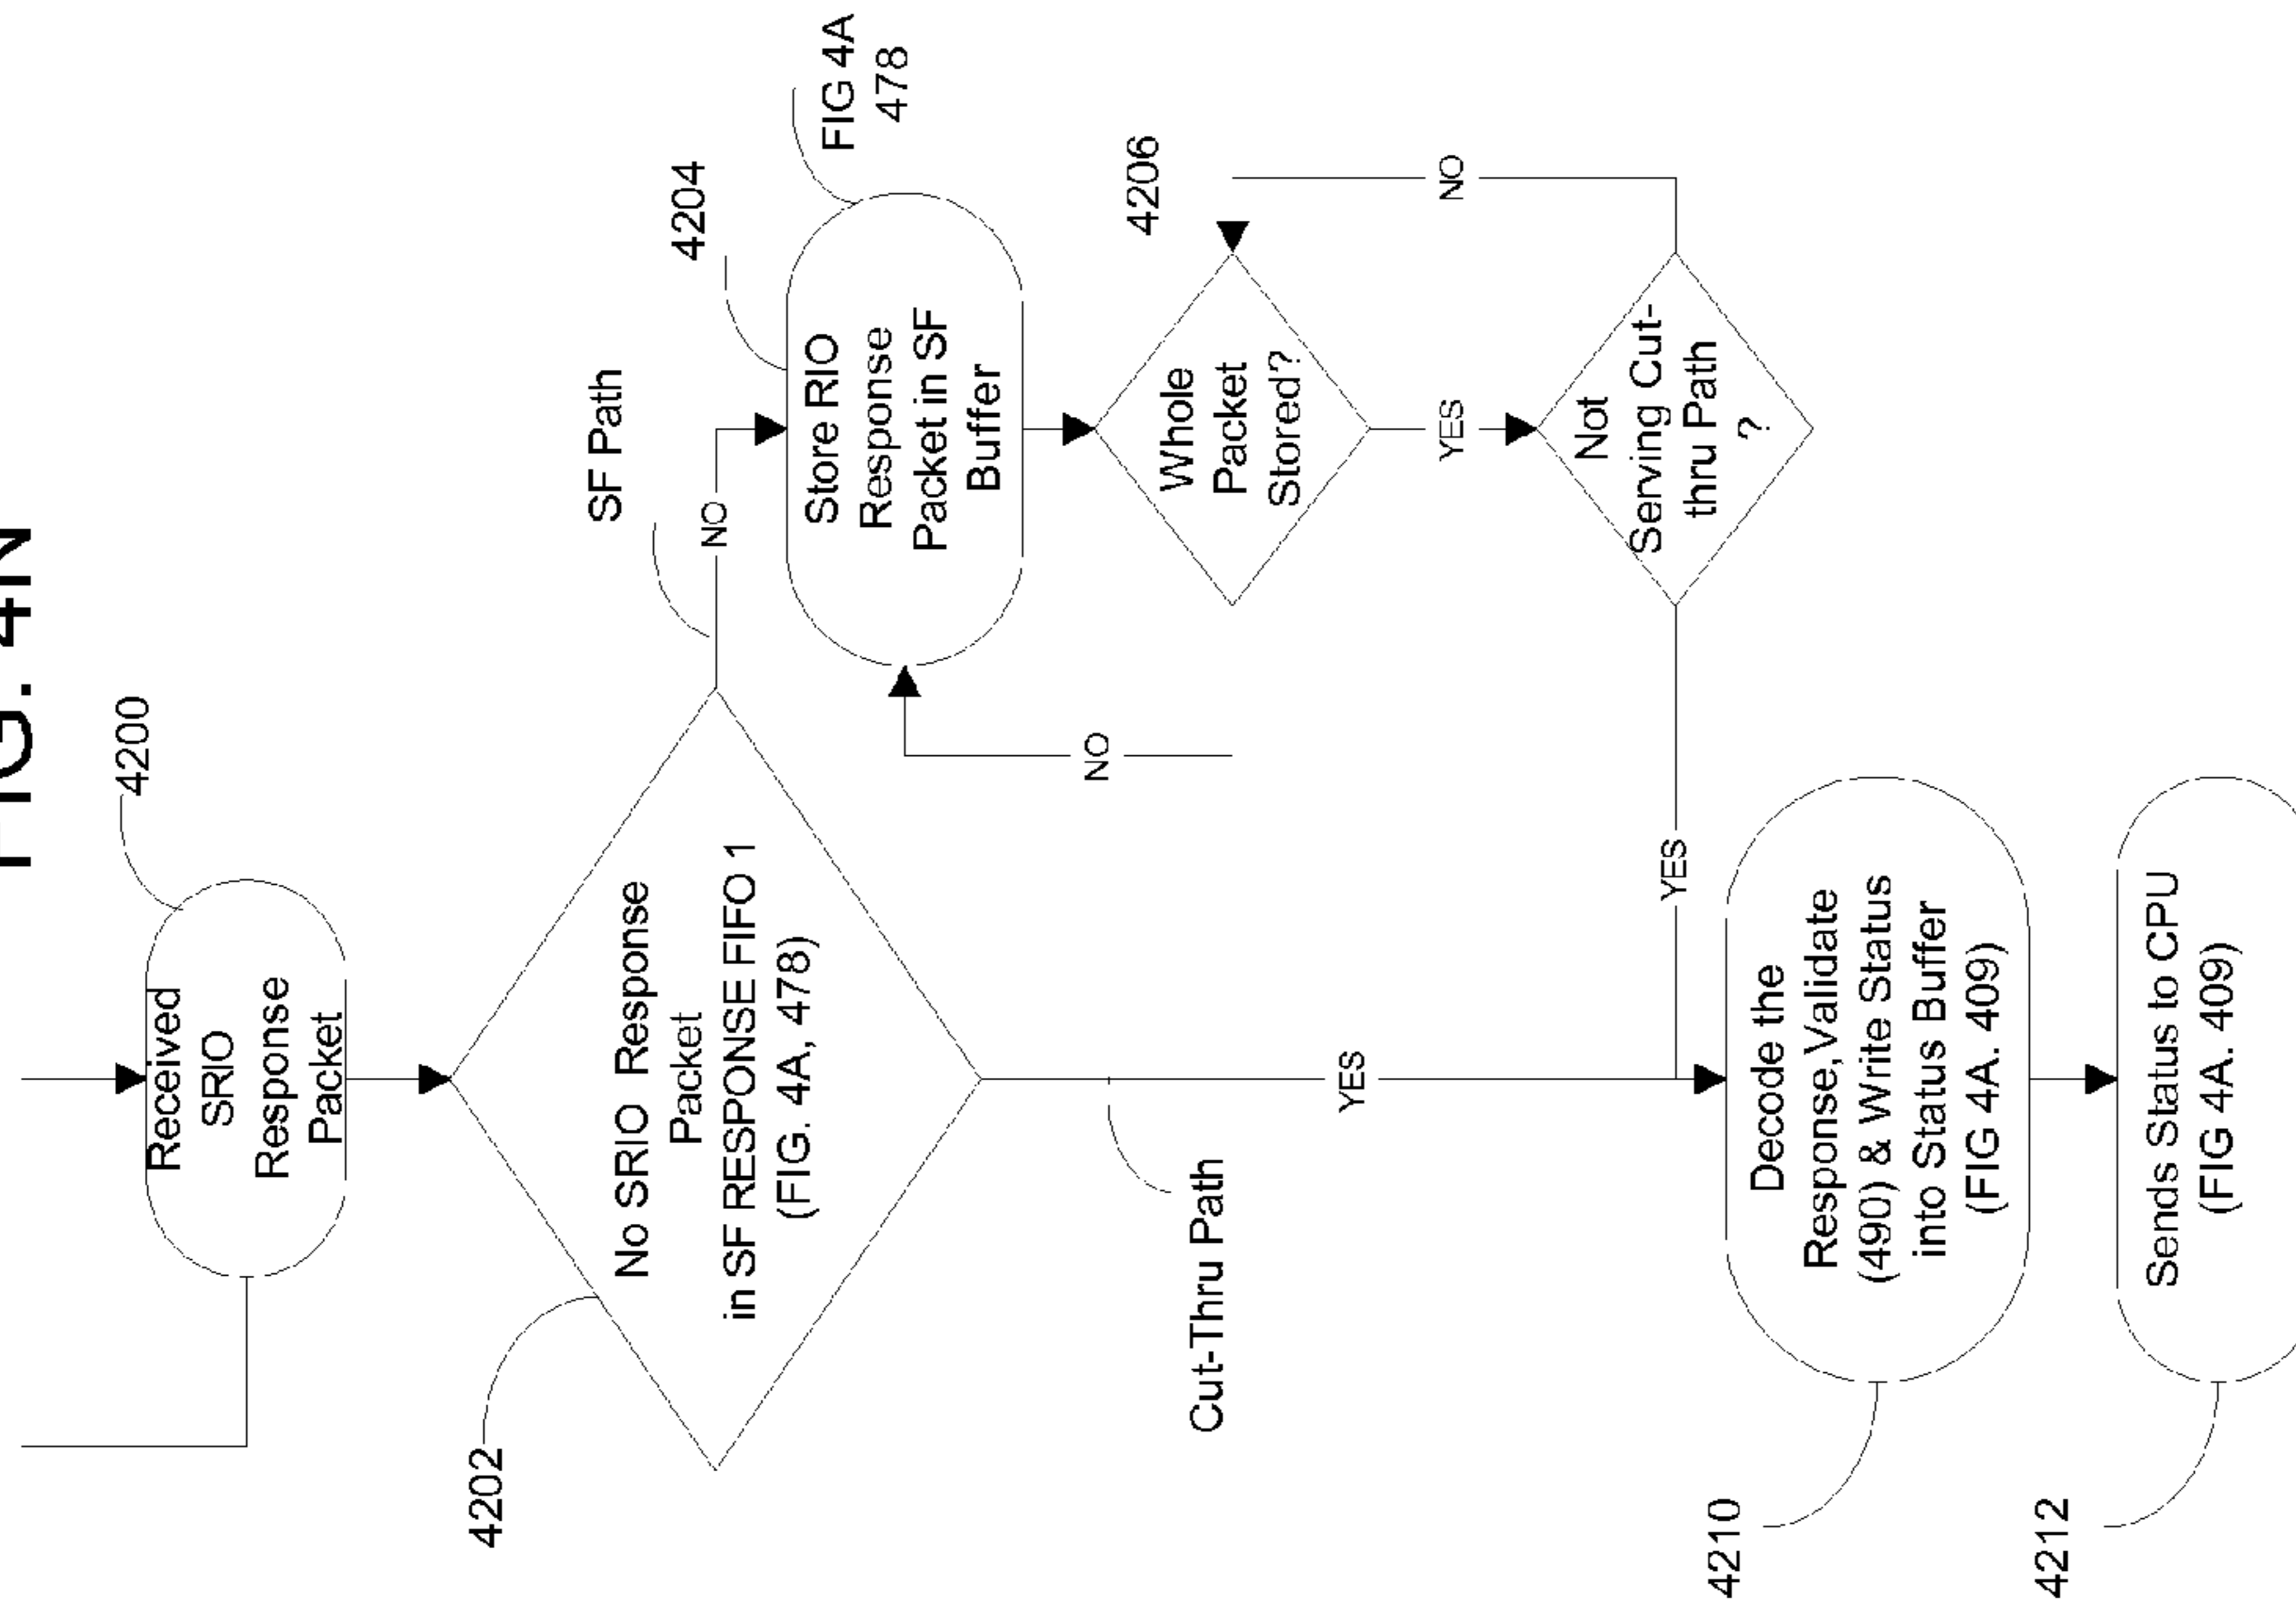 FIG. 4N
4200
Received
SRIO
Response
Packet
4202
No SRIO Response
Packet
in SF RESPONSE FIFO 1
(FIG. 4A, 478)
SF Path
NO
4204
FIG 4A
478
Store RIO
Response
Packet in SF
Buffer
NO
4206
Whole
Packet
Stored?
YES
NO
Not
Serving Cut-
thru Path
?
YES
Cut-Thru Path
YES
4210
Decode the
Response,Validate
(490) & Write Status
into Status Buffer
(FIG 4A. 409)
4212
Sends Status to CPU
(FIG 4A. 409)